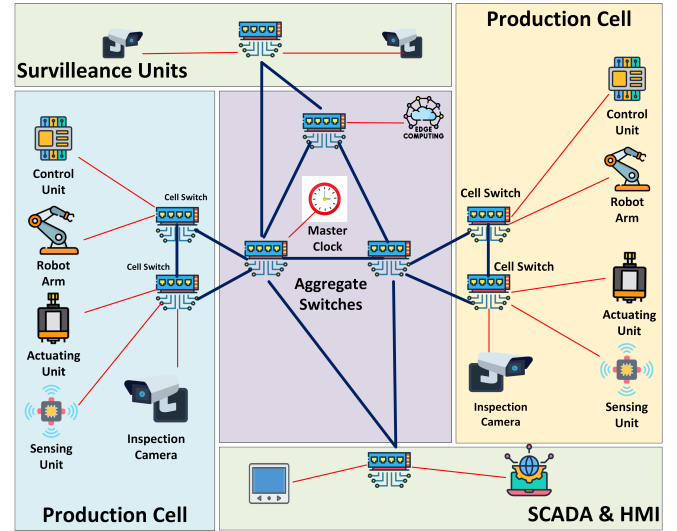 Production Cell
Survilleance Units
EDGE
COMPUTING
Control
Unit
Control
Unit
Cell Switch
Cell Switch
Robot
Arm
Master
Clock
Robot
Arm
Cell Switch
Cell Switch
Aggregate
Switches
Actuating
Unit
Actuating
Unit
Inspection
Camera
Sensing
Unit
Inspection
Camera
Sensing
Unit
Production Cell
SCADA & HMI